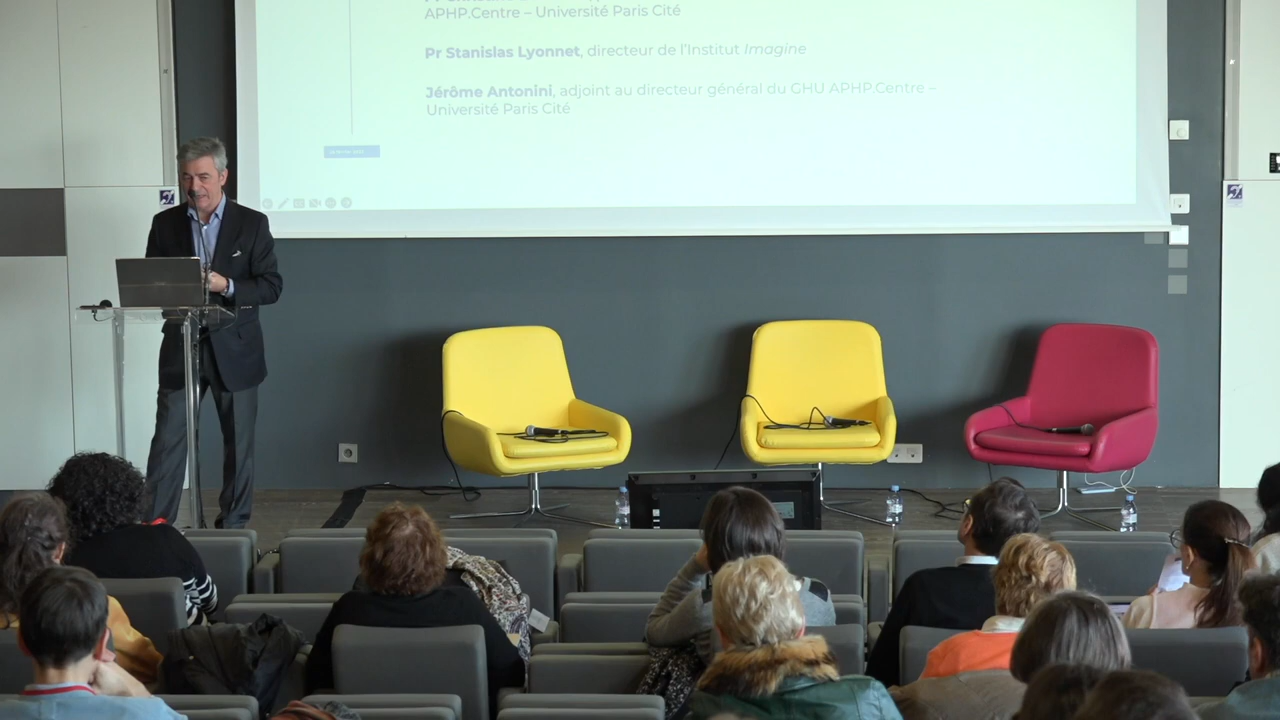 APHP.Centre – Université Paris Cité
Pr Stanislas Lyonnet, directeur de l'Institut Imagine
Jérôme Antonini, adjoint au directeur général du GHU APHP.Centre –
Université Paris Cité